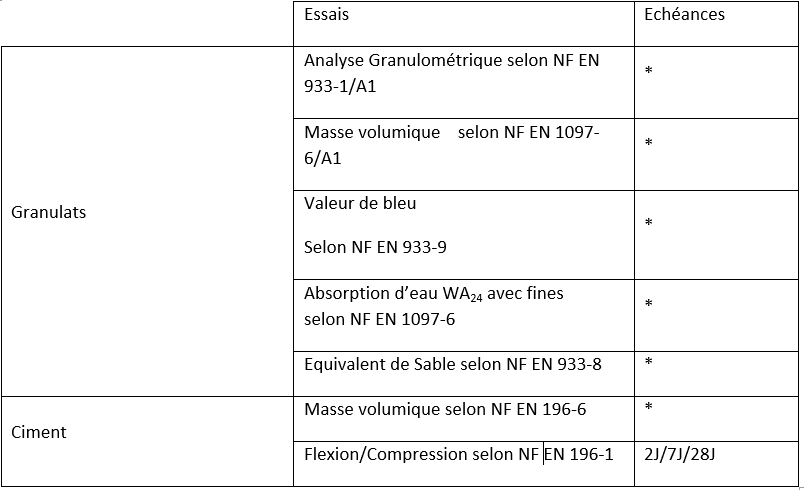 Essais
Echéances
Analyse Granulométrique selon NF EN
933-1/A1
*
Masse volumique    selon NF EN 1097-
6/A1
*
Granulats
Valeur de bleu
Selon NF EN 933-9
*
Absorption d’eau WA24 avec fines
selon NF EN 1097-6
*
Equivalent de Sable selon NF EN 933-8
*
Ciment
Masse volumique selon NF EN 196-6
*
Flexion/Compression selon NF EN 196-1
2J/7J/28J